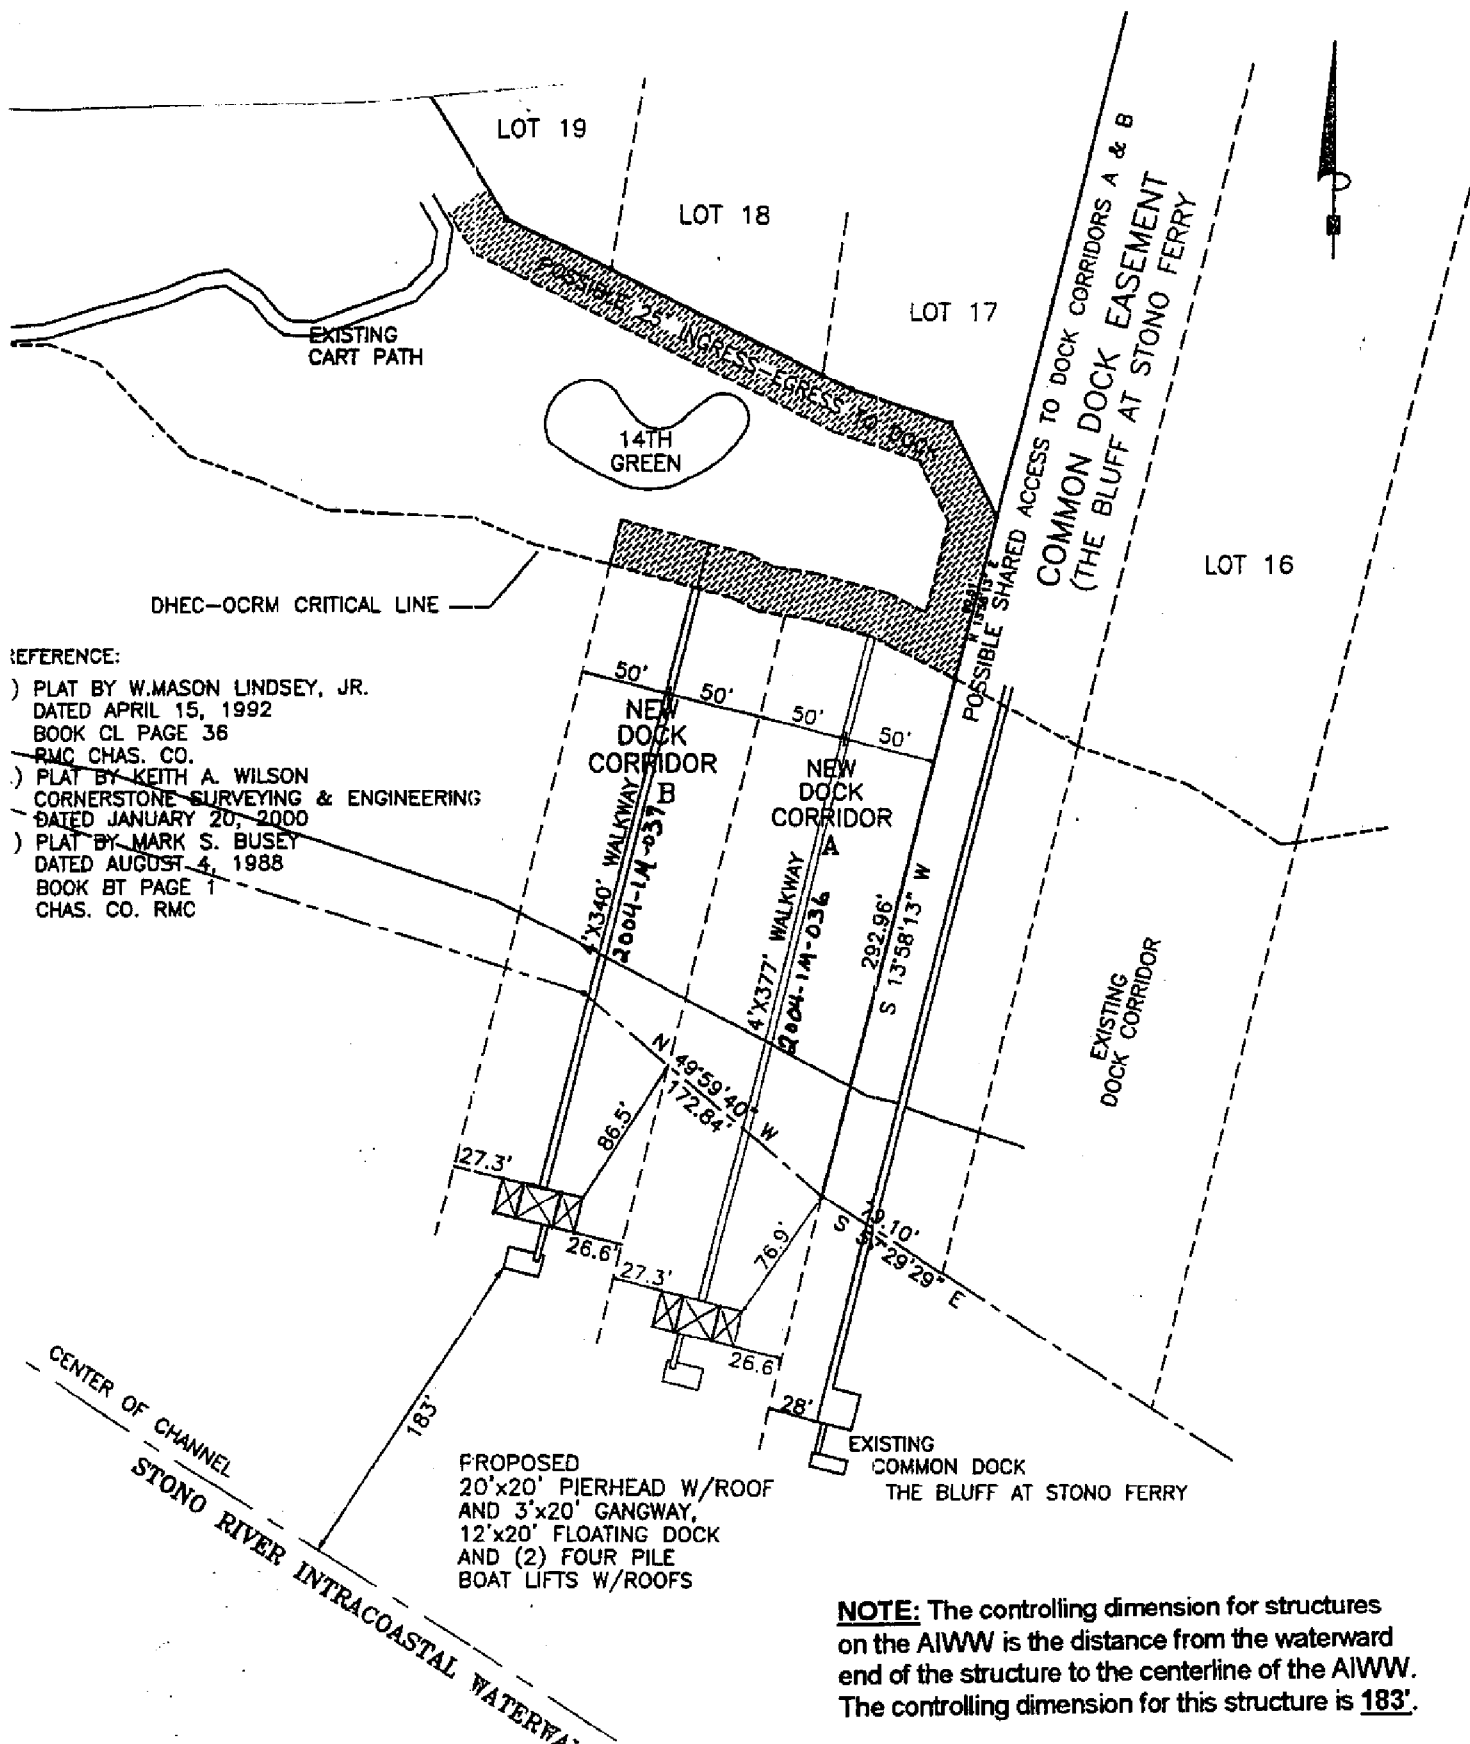 LOT 19
LOT 18
LOT 17
LOT 16
POSSIBLE 25' INGRESS-EGRESS TO DOCK
POSSIBLE SHARED ACCESS TO DOCK CORRIDORS A & B
COMMON DOCK EASEMENT
(THE BLUFF AT STONO FERRY
EXISTING
CART PATH
14TH
GREEN
DHEC-OCRM CRITICAL LINE
REFERENCE:
) PLAT BY W.MASON LINDSEY, JR.
DATED APRIL 15, 1992
BOOK CL PAGE 36
RMC CHAS. CO.
.) PLAT BY KEITH A. WILSON
CORNERSTONE SURVEYING & ENGINEERING
DATED JANUARY 20, 2000
) PLAT BY MARK S. BUSEY
DATED AUGUST 4, 1988
BOOK BT PAGE 1
CHAS. CO. RMC
50'
50'
50'
50'
NEW
DOCK
CORRIDOR
B
NEW
DOCK
CORRIDOR
A
4'X340' WALKWAY
2004-1M-037
4'X377' WALKWAY
2004-1M-036
292.96'
S 13°58'13" W
EXISTING
DOCK CORRIDOR
N 49°59'40" W
172.84'
86.5'
76.9'
79.10'
S 57°29'29" E
27.3'
26.6'
27.3'
26.6'
28'
183'
CENTER OF CHANNEL
STONO RIVER INTRACOASTAL WATERWAY
PROPOSED
20'x20' PIERHEAD W/ROOF
AND 3'x20' GANGWAY,
12'x20' FLOATING DOCK
AND (2) FOUR PILE
BOAT LIFTS W/ROOFS
EXISTING
COMMON DOCK
THE BLUFF AT STONO FERRY
NOTE: The controlling dimension for structures
on the AIWW is the distance from the waterward
end of the structure to the centerline of the AIWW.
The controlling dimension for this structure is 183'.